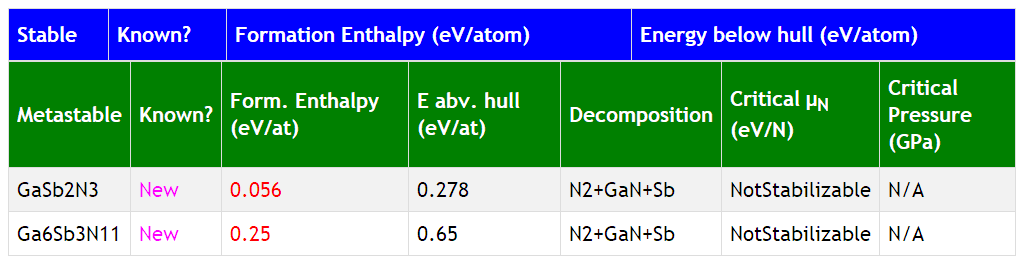 Stable Known? Formation Enthalpy (eV/atom) Energy below hull (eV/atom)
Metastable Known? Form. Enthalpy (eV/at) E abv. hull (eV/at) Decomposition Critical μN (eV/N) Critical Pressure (GPa)
GaSb2N3 New 0.056 0.278 N2+GaN+Sb NotStabilizable N/A
Ga6Sb3N11 New 0.25 0.65 N2+GaN+Sb NotStabilizable N/A